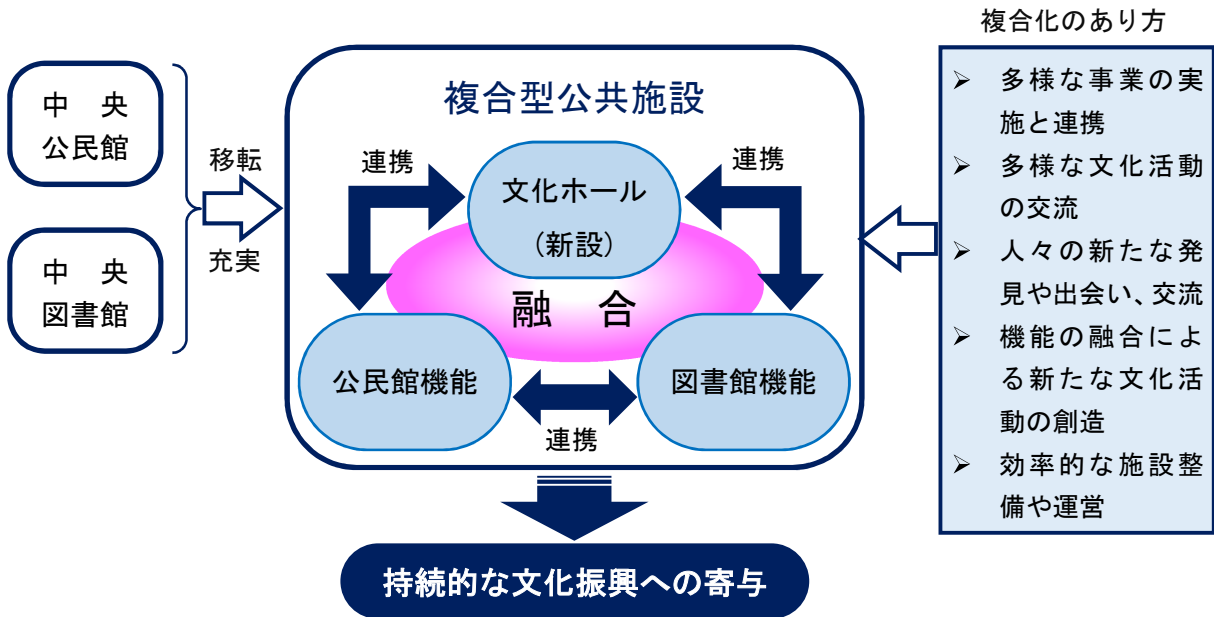 複合化のあり方
中　央
公民館
中　央
図書館
移転
充実
複合型公共施設
連携
連携
文化ホール
(新設)
融　合
公民館機能
図書館機能
連携
➢ 多様な事業の実
施と連携
➢ 多様な文化活動
の交流
➢ 人々の新たな発
見や出会い、交流
➢ 機能の融合によ
る新たな文化活
動の創造
➢ 効率的な施設整
備や運営
持続的な文化振興への寄与